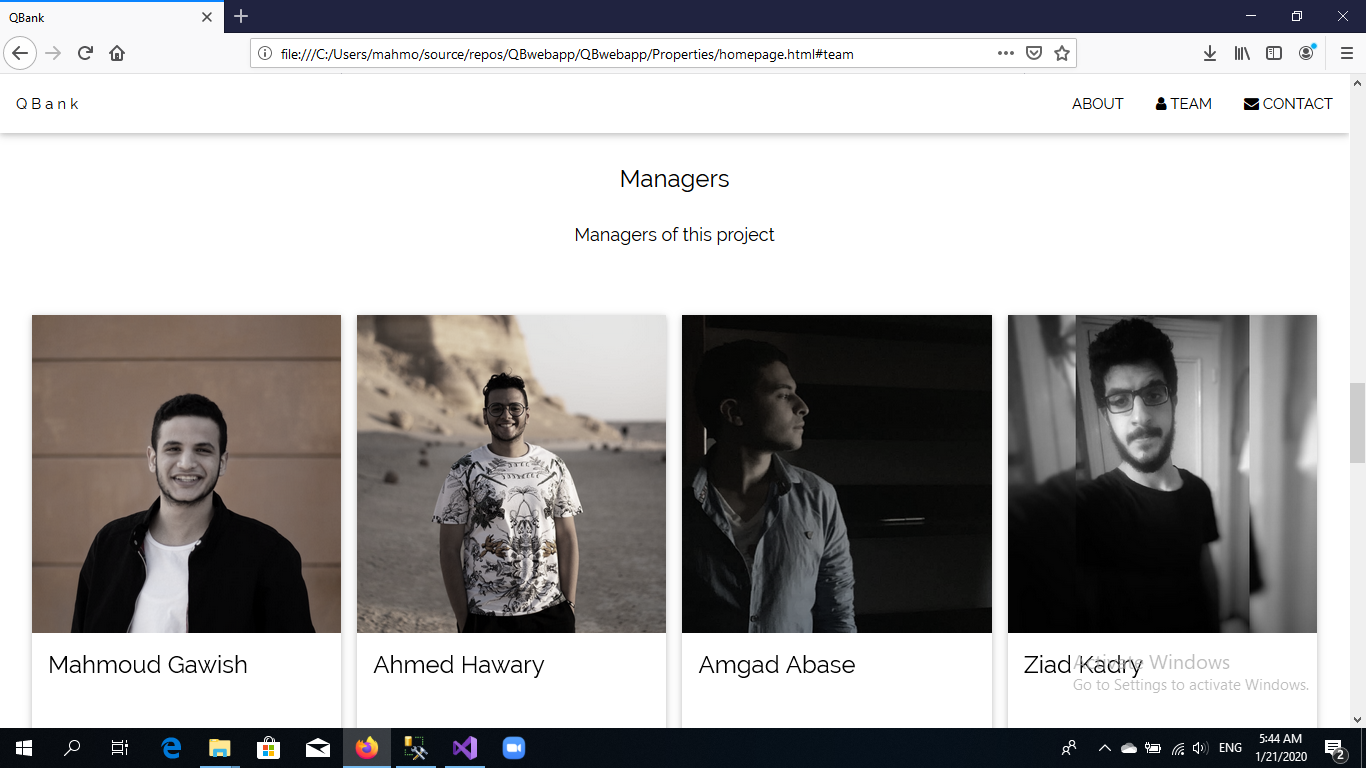 QBank
file:///C:/Users/mahmo/source/repos/QBwebapp/QBwebapp/Properties/homepage.html#team
QBank
ABOUT
TEAM
CONTACT
Managers
Managers of this project
Mahmoud Gawish
Ahmed Hawary
Amgad Abase
Ziad Kadry
Activate Windows
Go to Settings to activate Windows.
ENG
5:44 AM
1/21/2020
2